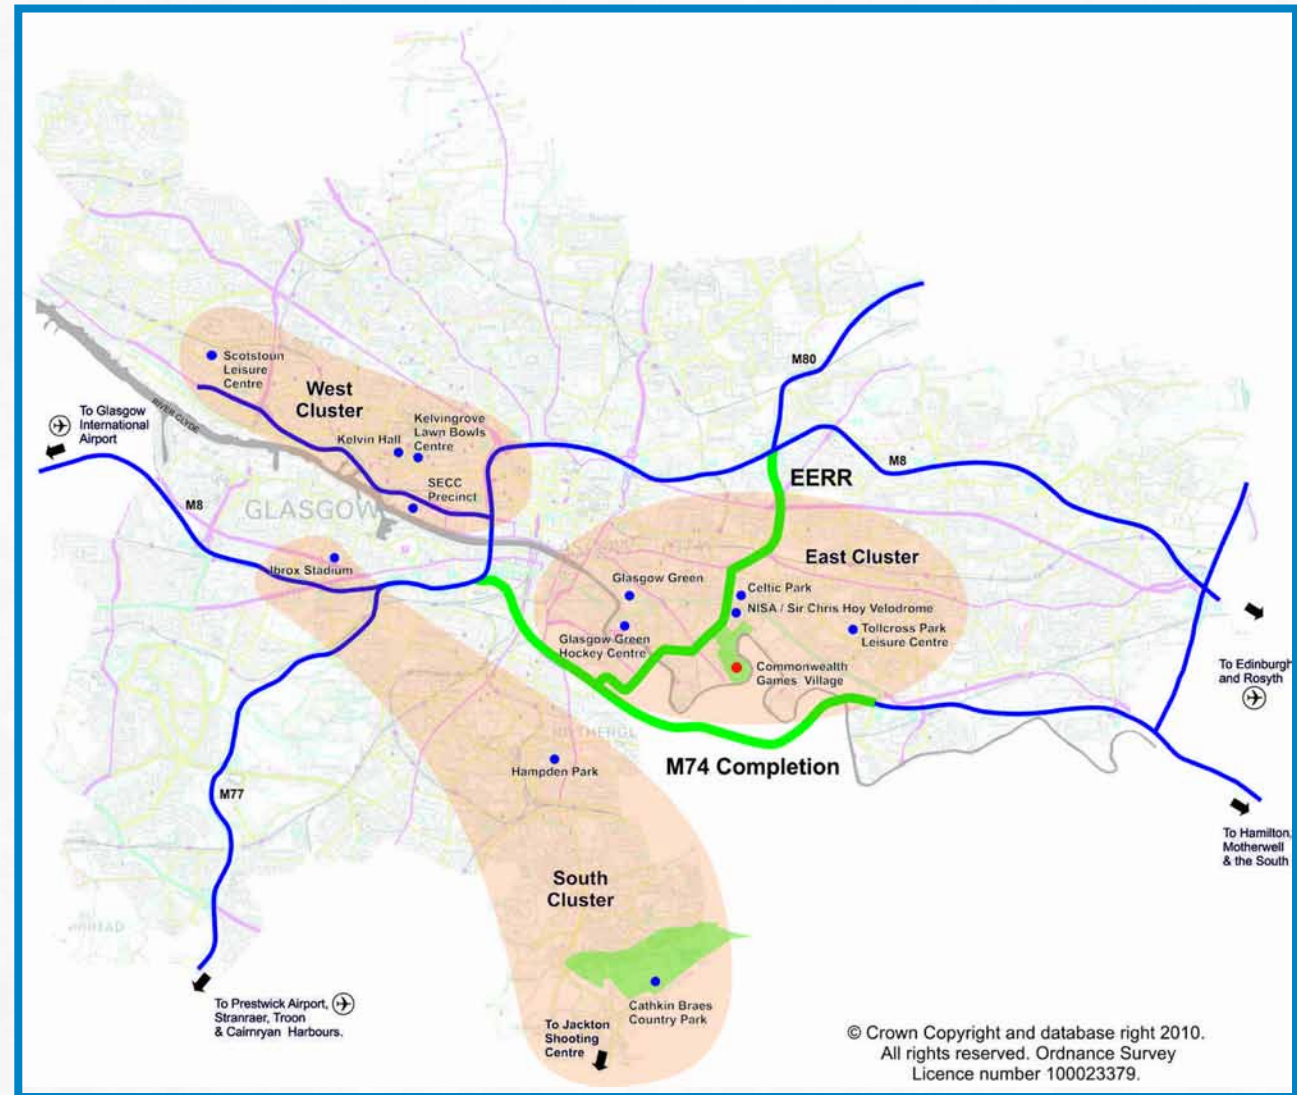 M80
Scotstoun
Leisure
Centre
West
Cluster
To Glasgow
International
Airport
RIVER CLYDE
Kelvingrove
Lawn Bowls
Centre
Kelvin Hall
M8
EERR
SECC
Precinct
M8
GLASGOW
East Cluster
Ibrox Stadium
Glasgow Green
Celtic Park
NISA / Sir Chris Hoy Velodrome
Glasgow Green
Hockey Centre
Tollcross Park
Leisure Centre
Commonwealth
Games Village
To Edinburgh
and Rosyth
Hampden Park
M74 Completion
M77
To Hamilton,
Motherwell
& the South
South
Cluster
To Prestwick Airport,
Stranraer, Troon
& Cairnryan Harbours.
Cathkin Braes
Country Park
To Jackton
Shooting
Centre
© Crown Copyright and database right 2010.
All rights reserved. Ordnance Survey
Licence number 100023379.